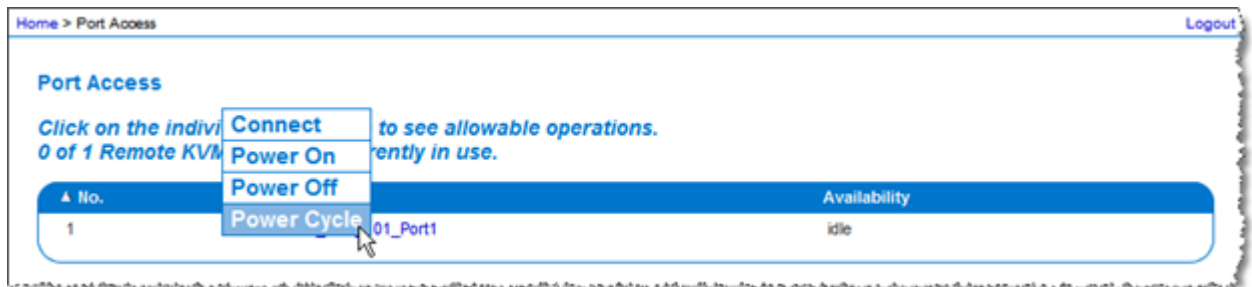 Home > Port Access
Logout
Port Access
Click on the indivi
to see allowable operations.
0 of 1 Remote KVM
rently in use.
Connect
Power On
Power Off
Power Cycle
▲ No.
Availability
1
01_Port1
idle